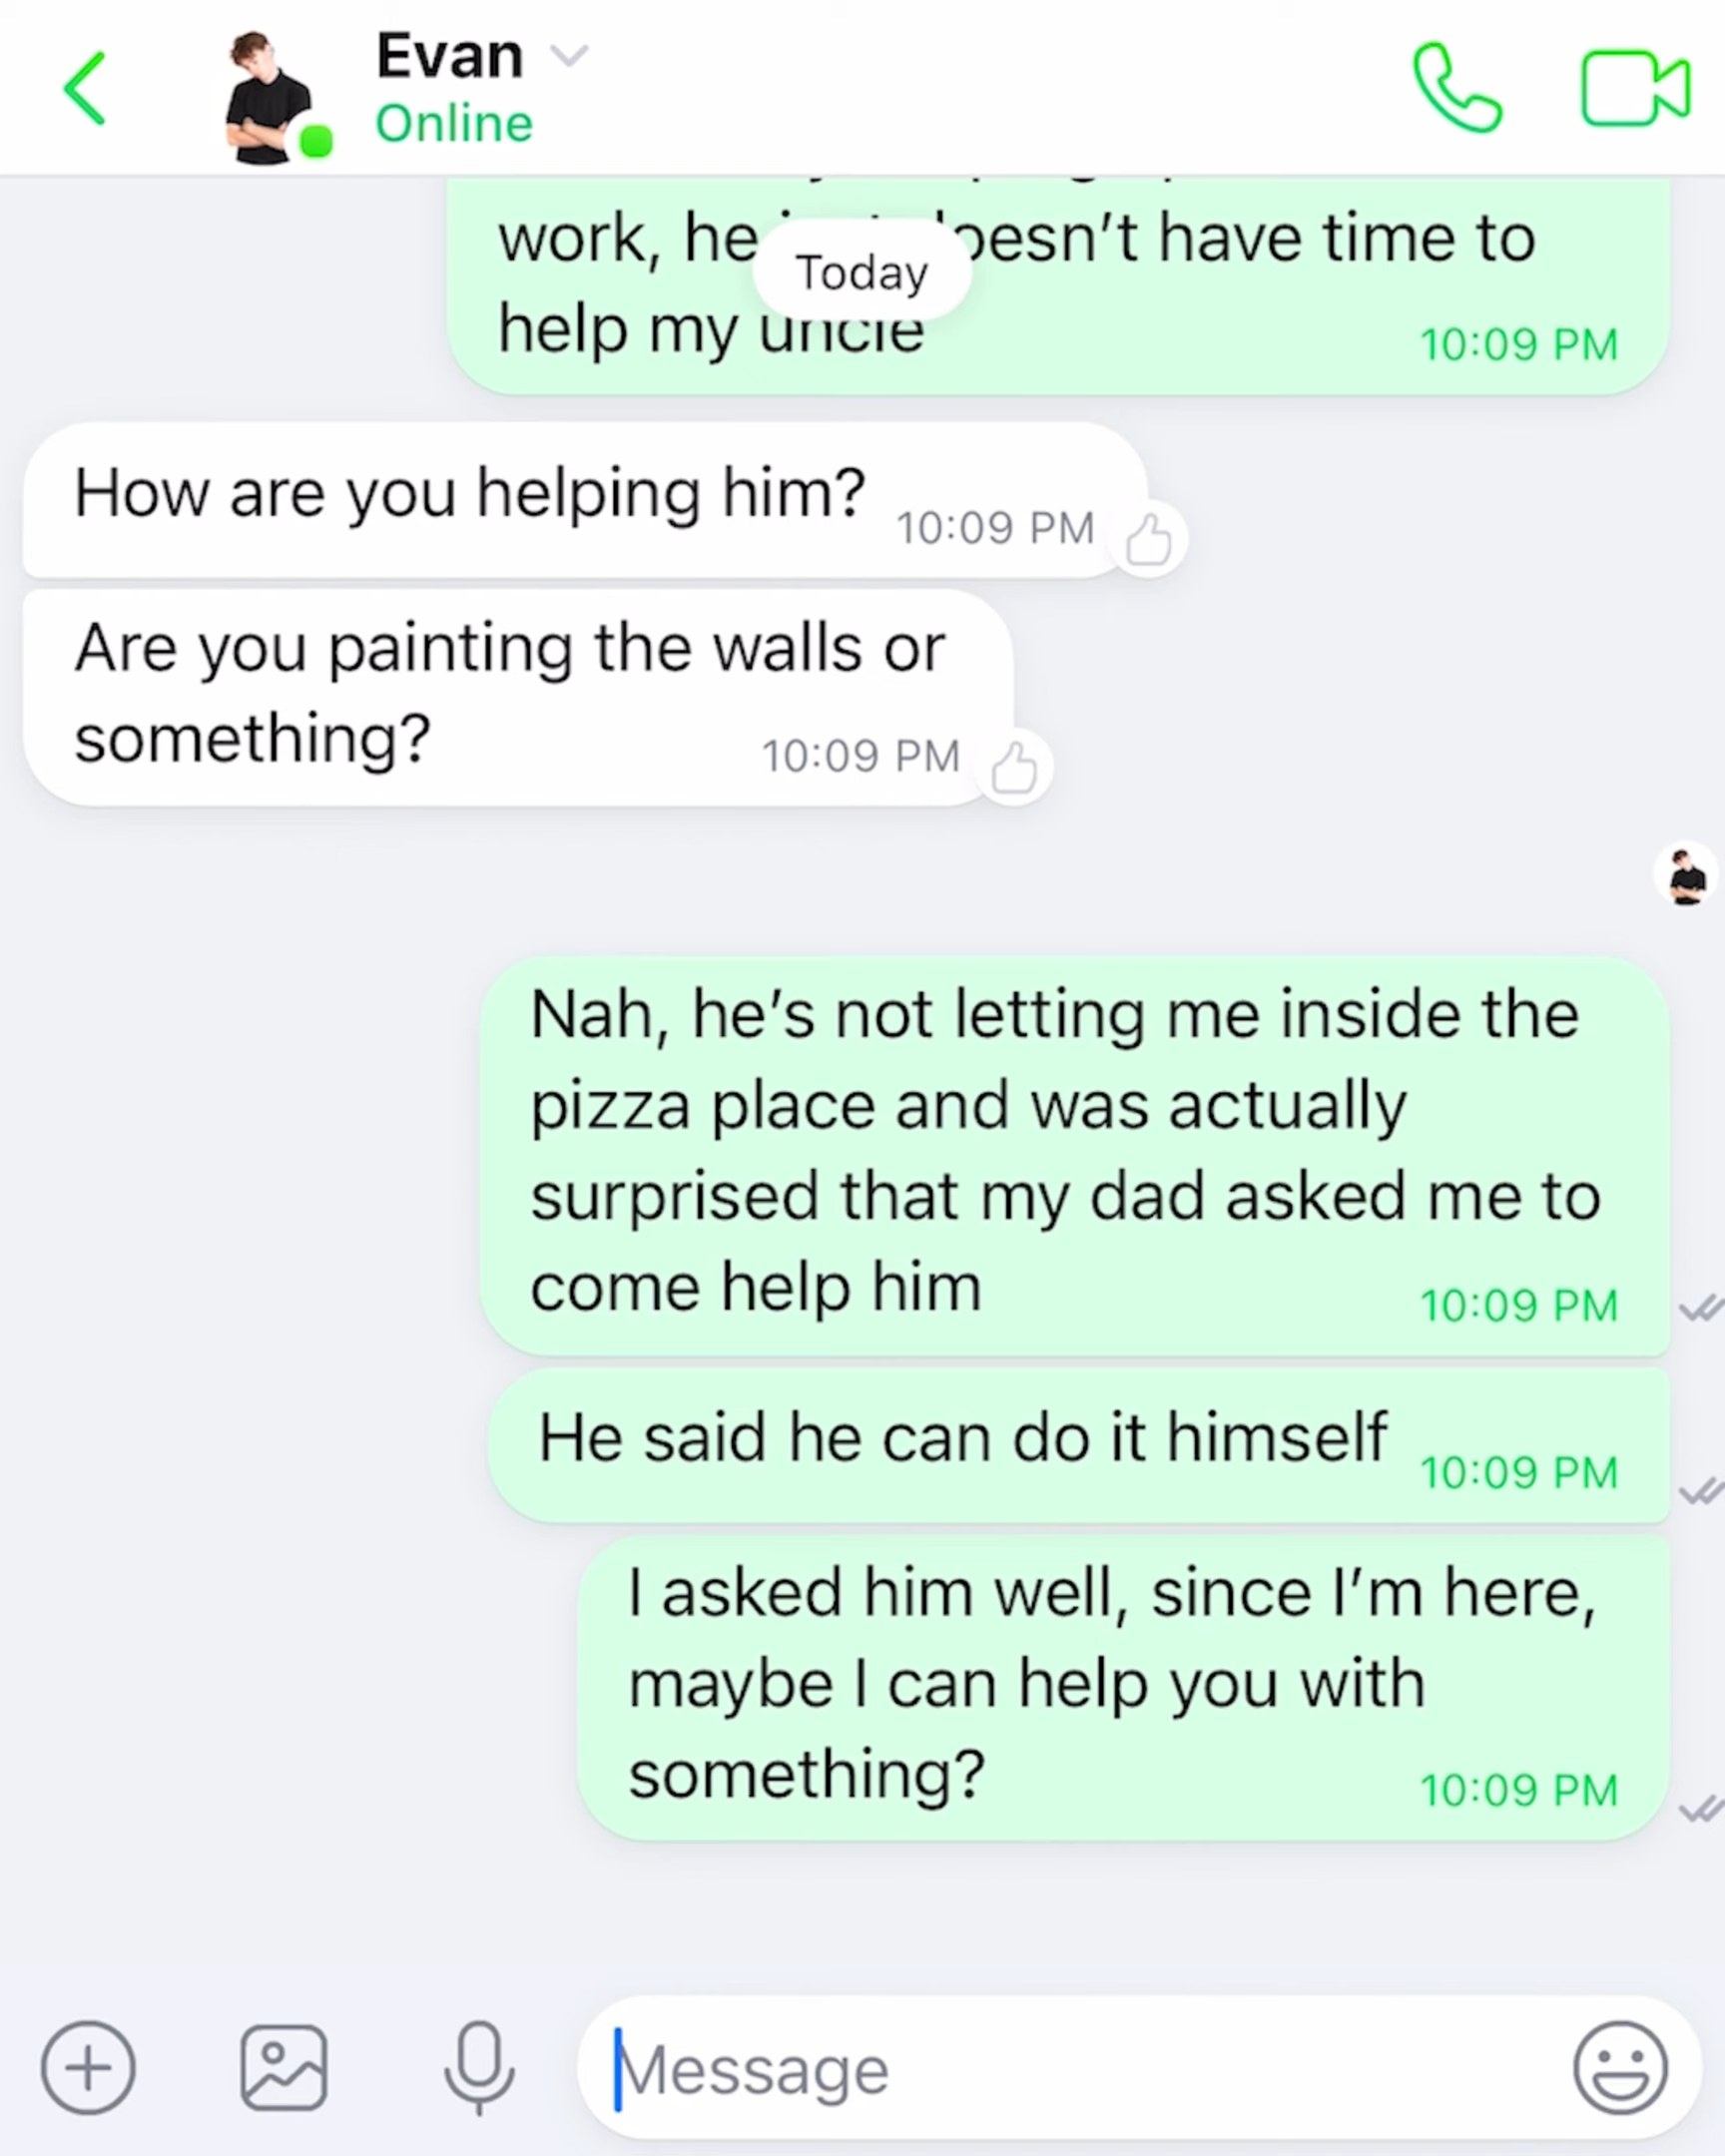 Evan
Online
work, he doesn’t have time to
Today
help my uncle
10:09 PM
How are you helping him?
10:09 PM
Are you painting the walls or
something?
10:09 PM
Nah, he’s not letting me inside the
pizza place and was actually
surprised that my dad asked me to
come help him
10:09 PM
He said he can do it himself
10:09 PM
I asked him well, since I’m here,
maybe I can help you with
something?
10:09 PM
Message